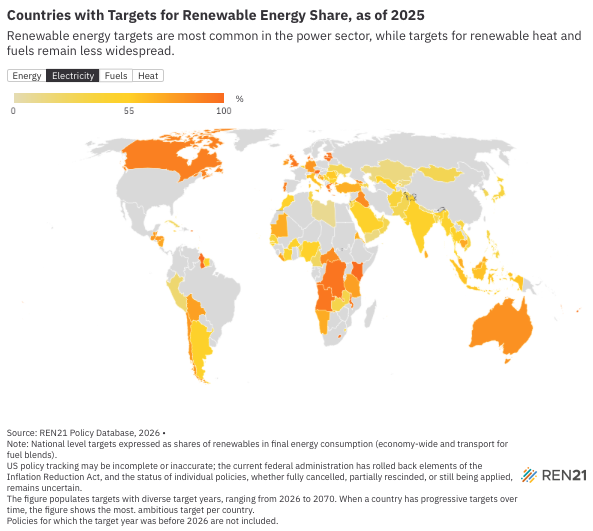 Countries with Targets for Renewable Energy Share, as of 2025
Renewable energy targets are most common in the power sector, while targets for renewable heat and
fuels remain less widespread.
Energy Electricity Fuels Heat
%
0 55 100
Source: REN21 Policy Database, 2026 •
Note: National level targets expressed as shares of renewables in final energy consumption (economy-wide and transport for
fuel blends).
US policy tracking may be incomplete or inaccurate; the current federal administration has rolled back elements of the
Inflation Reduction Act, and the status of individual policies, whether fully cancelled, partially rescinded, or still being applied,
remains uncertain.
The figure populates targets with diverse target years, ranging from 2026 to 2070. When a country has progressive targets over
time, the figure shows the most. ambitious target per country.
Policies for which the target year was before 2026 are not included.
REN21